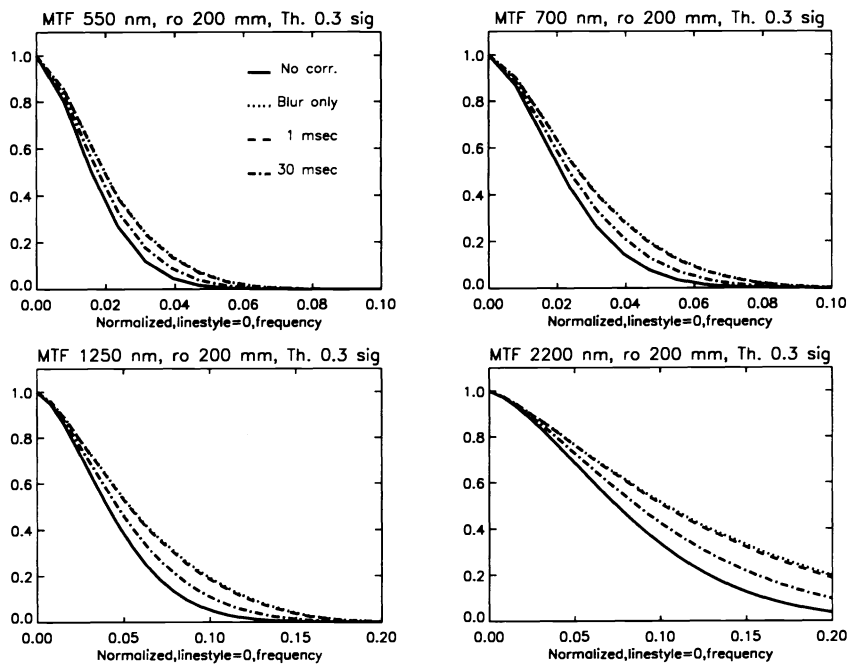 MTF 550 nm, ro 200 mm, Th. 0.3 sig
1.0
0.8
0.6
0.4
0.2
0.0
No corr.
Blur only
1 msec
30 msec
0.00 0.02 0.04 0.06 0.08 0.10
Normalized,linestyle=0,frequency
MTF 700 nm, ro 200 mm, Th. 0.3 sig
1.0
0.8
0.6
0.4
0.2
0.0
0.00 0.02 0.04 0.06 0.08 0.10
Normalized,linestyle=0,frequency
MTF 1250 nm, ro 200 mm, Th. 0.3 sig
1.0
0.8
0.6
0.4
0.2
0.0
0.00 0.05 0.10 0.15 0.20
Normalized,linestyle=0,frequency
MTF 2200 nm, ro 200 mm, Th. 0.3 sig
1.0
0.8
0.6
0.4
0.2
0.0
0.00 0.05 0.10 0.15 0.20
Normalized,linestyle=0,frequency